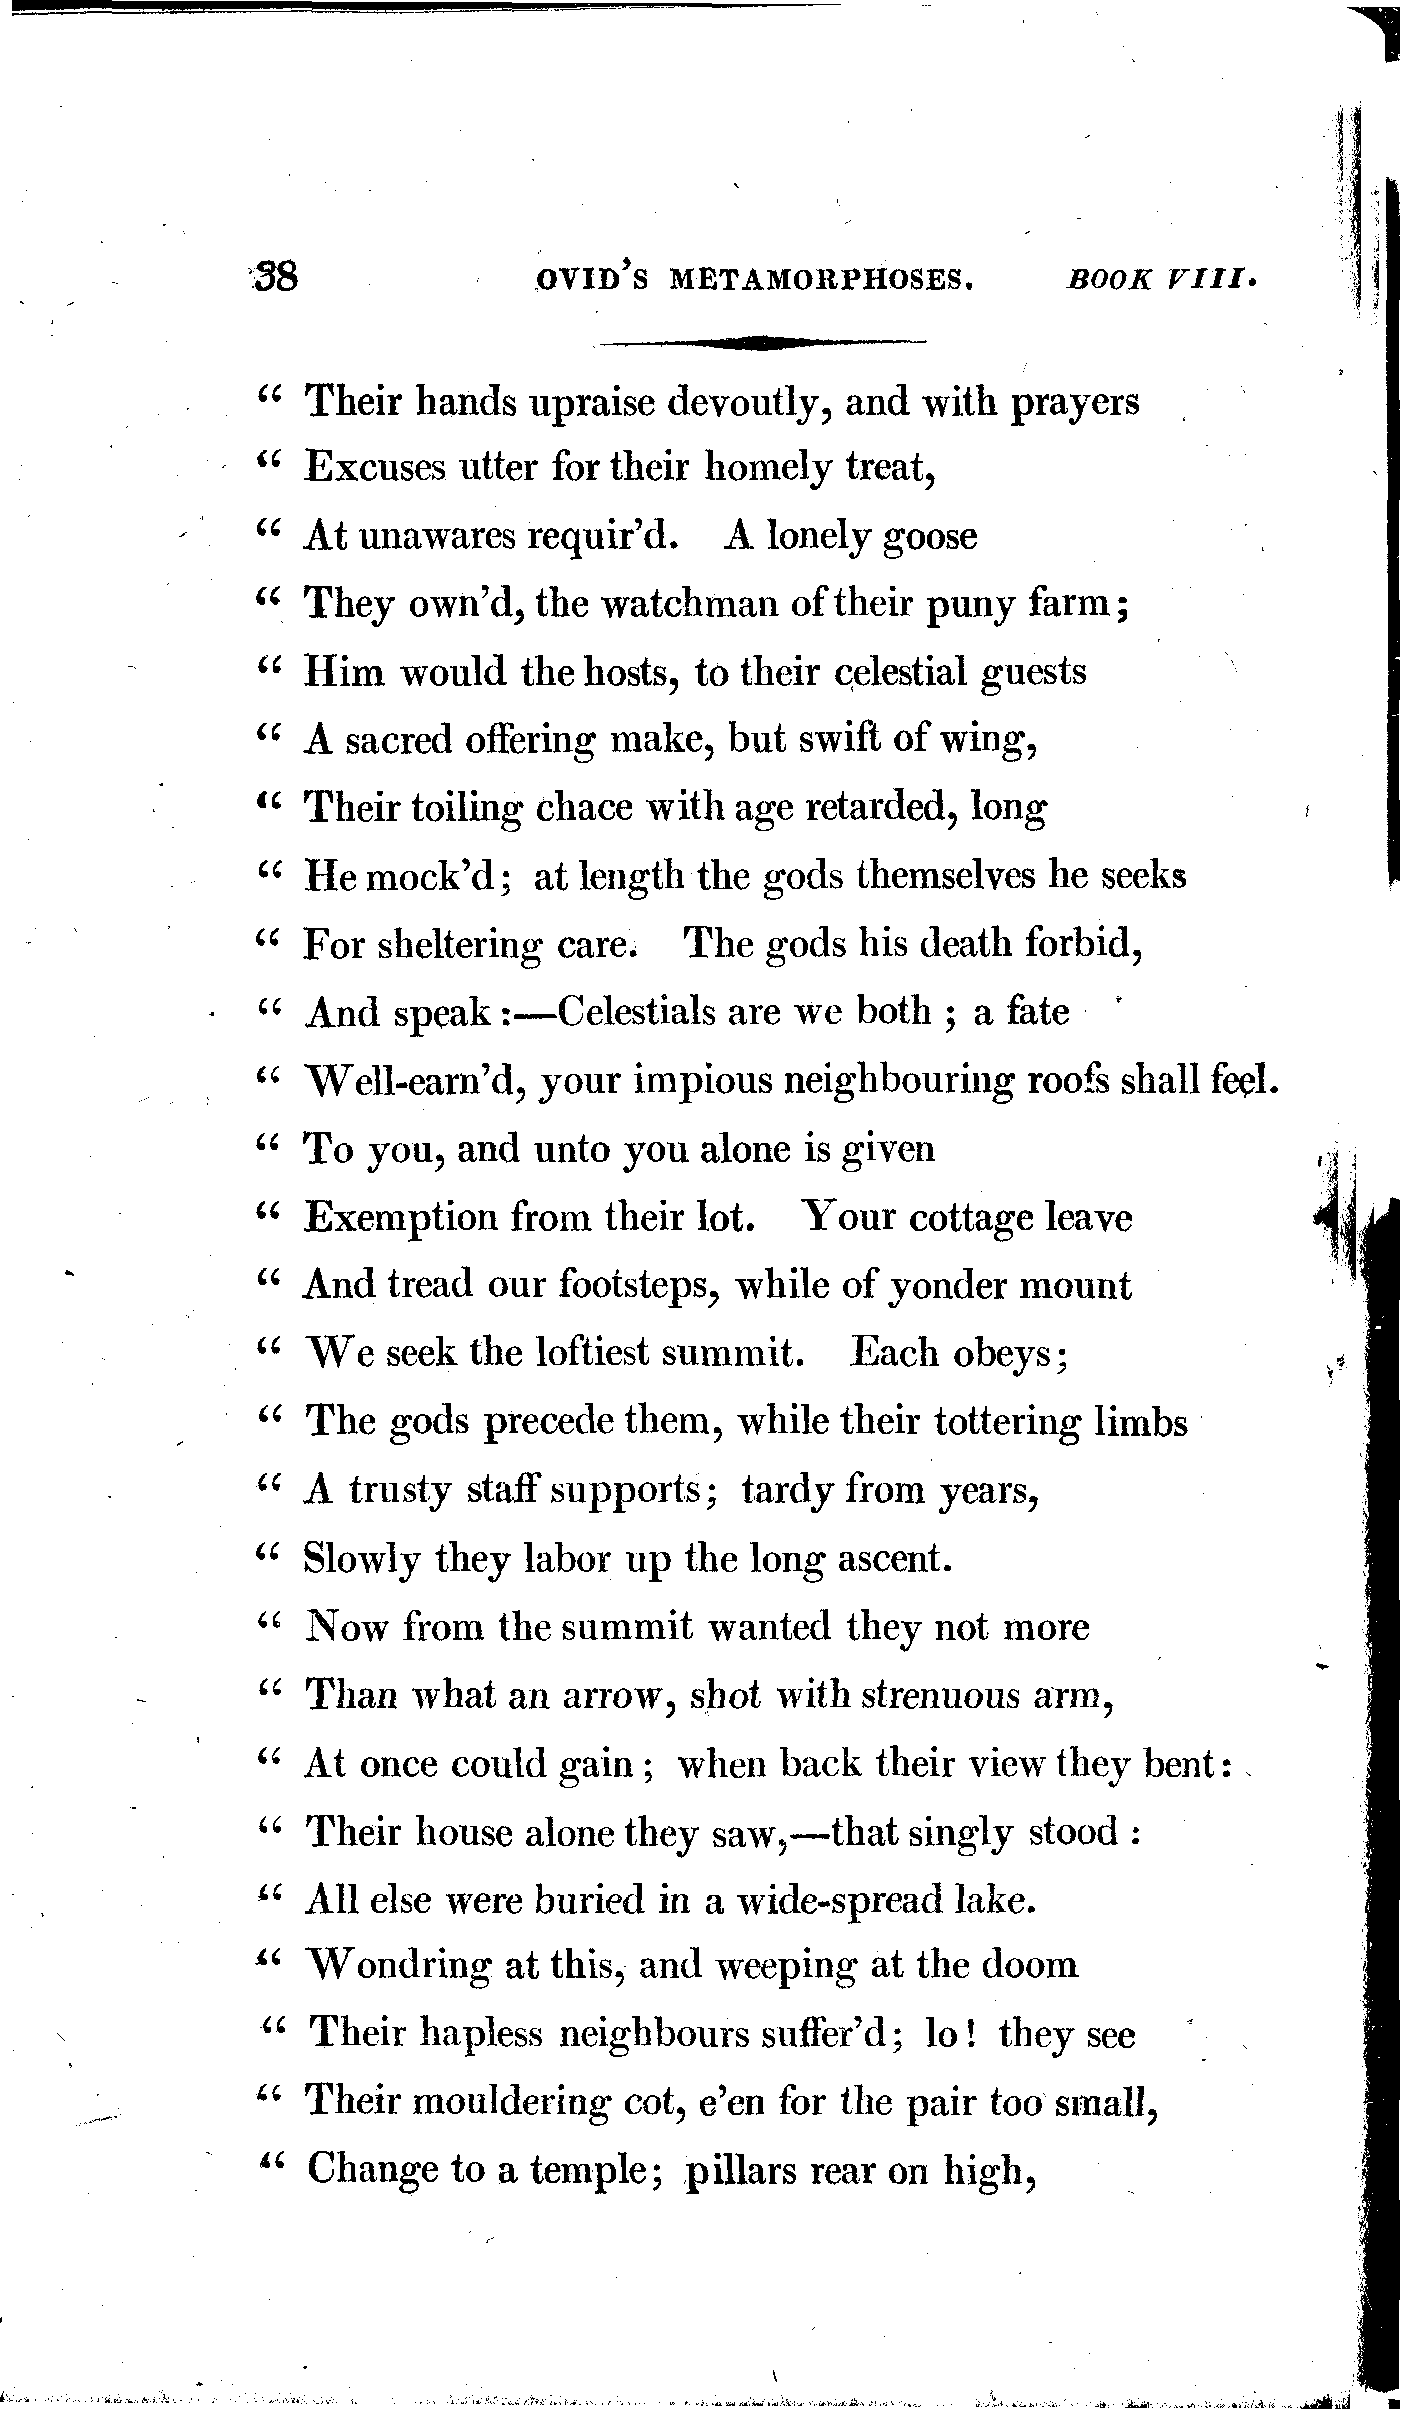 38 OVID'S METAMORPHOSES. BOOK VIII.
“ Their hands upraise devoutly, and with prayers
“ Excuses utter for their homely treat,
“ At unawares requir'd. A lonely goose
“ They own'd, the watchman of their puny farm;
“ Him would the hosts, to their celestial guests
“ A sacred offering make, but swift of wing,
“ Their toiling chace with age retarded, long
“ He mock'd; at length the gods themselves he seeks
“ For sheltering care. The gods his death forbid,
“ And speak:—Celestials are we both; a fate
“ Well-earn'd, your impious neighbouring roofs shall feel.
“ To you, and unto you alone is given
“ Exemption from their lot. Your cottage leave
“ And tread our footsteps, while of yonder mount
“ We seek the loftiest summit. Each obeys;
“ The gods precede them, while their tottering limbs
“ A trusty staff supports; tardy from years,
“ Slowly they labor up the long ascent.
“ Now from the summit wanted they not more
“ Than what an arrow, shot with strenuous arm,
“ At once could gain; when back their view they bent:
“ Their house alone they saw,—that singly stood:
“ All else were buried in a wide-spread lake.
“ Wondring at this, and weeping at the doom
“ Their hapless neighbours suffer'd; lo! they see
“ Their mouldering cot, e'en for the pair too small,
“ Change to a temple; pillars rear on high,